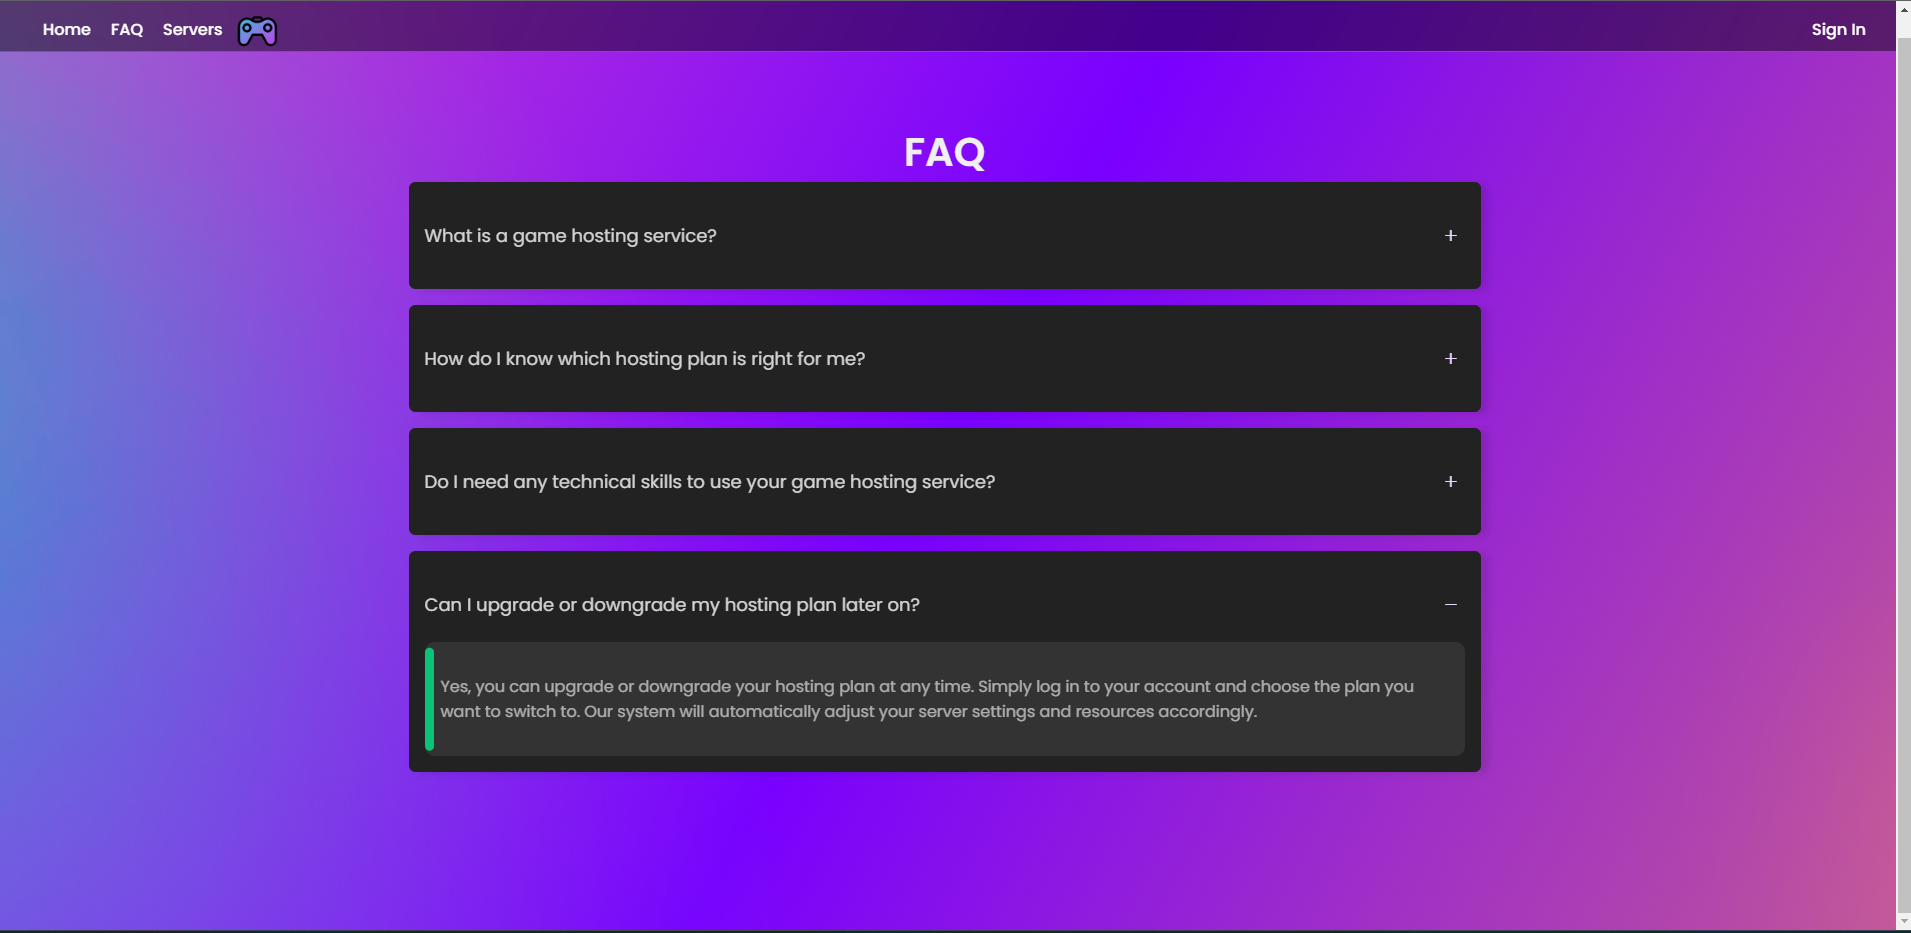 Home FAQ Servers Sign In
FAQ
What is a game hosting service? +
How do I know which hosting plan is right for me? +
Do I need any technical skills to use your game hosting service? +
Can I upgrade or downgrade my hosting plan later on? −
Yes, you can upgrade or downgrade your hosting plan at any time. Simply log in to your account and choose the plan you
want to switch to. Our system will automatically adjust your server settings and resources accordingly.